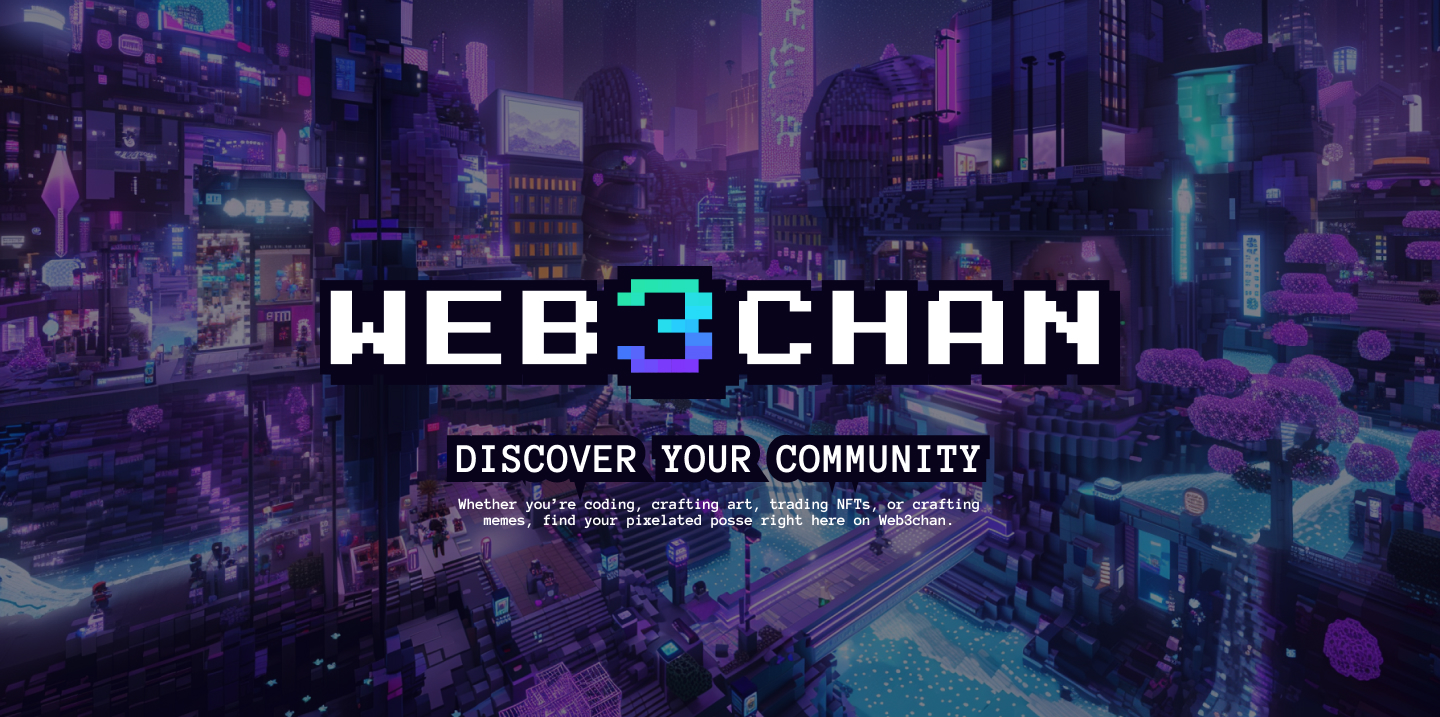 WEB3CHAN
DISCOVER YOUR COMMUNITY
Whether you’re coding, crafting art, trading NFTs, or crafting
memes, find your pixelated posse right here on Web3chan.